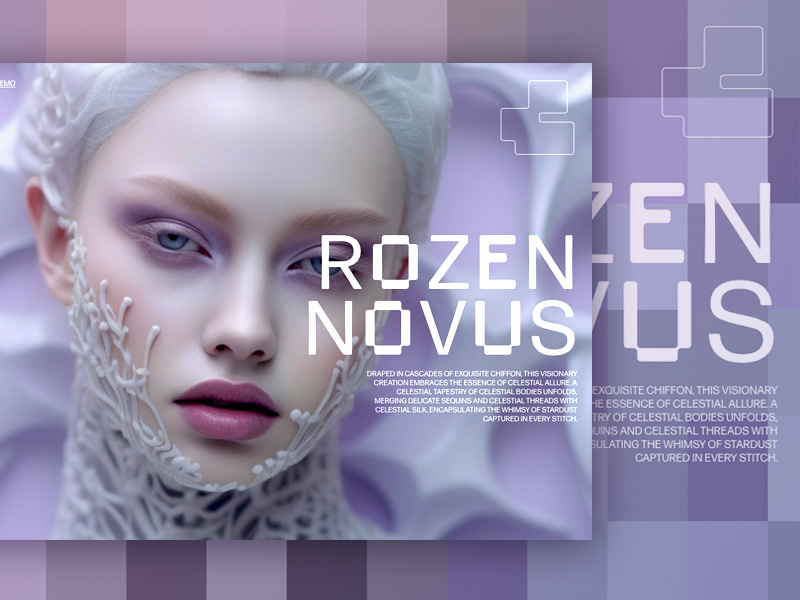 EMO
ROZEN
NOVUS
DRAPED IN CASCADES OF EXQUISITE CHIFFON, THIS VISIONARY
CREATION EMBRACES THE ESSENCE OF CELESTIAL ALLURE. A
CELESTIAL TAPESTRY OF CELESTIAL BODIES UNFOLDS,
MERGING DELICATE SEQUINS AND CELESTIAL THREADS WITH
CELESTIAL SILK, ENCAPSULATING THE WHIMSY OF STARDUST
CAPTURED IN EVERY STITCH.
ZEN
VUS
EXQUISITE CHIFFON, THIS VISIONARY
HE ESSENCE OF CELESTIAL ALLURE. A
TRY OF CELESTIAL BODIES UNFOLDS,
QUINS AND CELESTIAL THREADS WITH
SULATING THE WHIMSY OF STARDUST
CAPTURED IN EVERY STITCH.